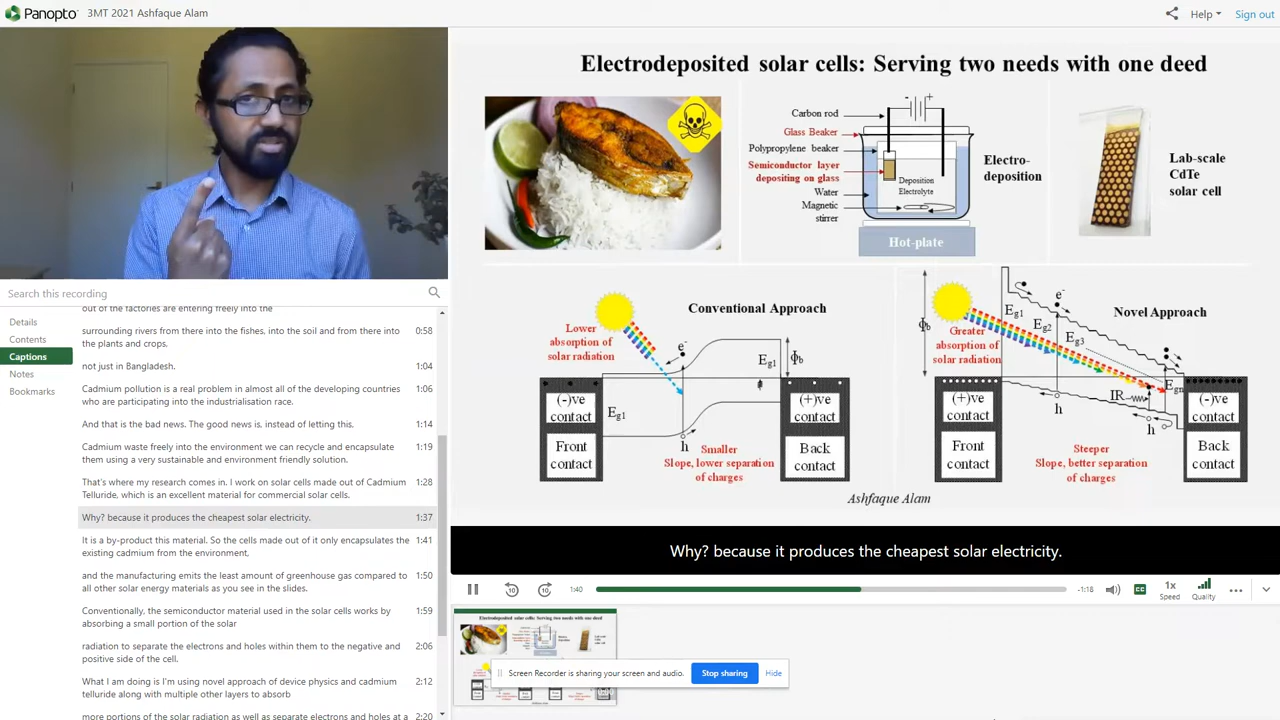 Panopto
3MT 2021 Ashfaque Alam
Help
Sign out
Search this recording
Details
Contents
Captions
Notes
Bookmarks
out of the factories are entering freely into the
surrounding rivers from there into the fishes, into the soil and from there into
the plants and crops,
0:58
not just in Bangladesh.
1:04
Cadmium pollution is a real problem in almost all of the developing countries
who are participating into the industrialisation race.
1:06
And that is the bad news. The good news is, instead of letting this.
1:14
Cadmium waste freely into the environment we can recycle and encapsulate
them using a very sustainable and environment friendly solution.
1:19
That's where my research comes in. I work on solar cells made out of Cadmium
Telluride, which is an excellent material for commercial solar cells.
1:28
Why? because it produces the cheapest solar electricity.
1:37
It is a by-product this material. So the cells made out of it only encapsulates the
existing cadmium from the environment,
1:41
and the manufacturing emits the least amount of greenhouse gas compared to
all other solar energy materials as you see in the slides.
1:50
Conventionally, the semiconductor material used in the solar cells works by
absorbing a small portion of the solar
1:59
radiation to separate the electrons and holes within them to the negative and
positive side of the cell.
2:06
What I am doing is I'm using novel approach of device physics and cadmium
telluride along with multiple other layers to absorb
2:12
more portions of the solar radiation as well as separate electrons and holes at a
2:20
Electrodeposited solar cells: Serving two needs with one deed
Carbon rod
Glass Beaker
Polypropylene beaker
Semiconductor layer
depositing on glass
Water
Magnetic
stirrer
- +
Deposition
Electrolyte
Hot-plate
Electro-
deposition
Lab-scale
CdTe
solar cell
Conventional Approach
Lower
absorption of
solar radiation
e-
Eg1
ϕb
Eg1
h
(-)ve
contact
Front
contact
(+)ve
contact
Back
contact
Smaller
Slope, lower separation
of charges
Novel Approach
ϕb
Greater
absorption of
solar radiation
e-
Eg1
Eg2
Eg3
Egn
IR
h
h
(+)ve
contact
Front
contact
(-)ve
contact
Back
contact
Steeper
Slope, better separation
of charges
Ashfaque Alam
Why? because it produces the cheapest solar electricity.
10
10
1:40
CC
1x
Speed
Quality
Electrodeposited solar cells: Serving two needs with one deed
Screen Recorder is sharing your screen and audio.
Stop sharing
Hide